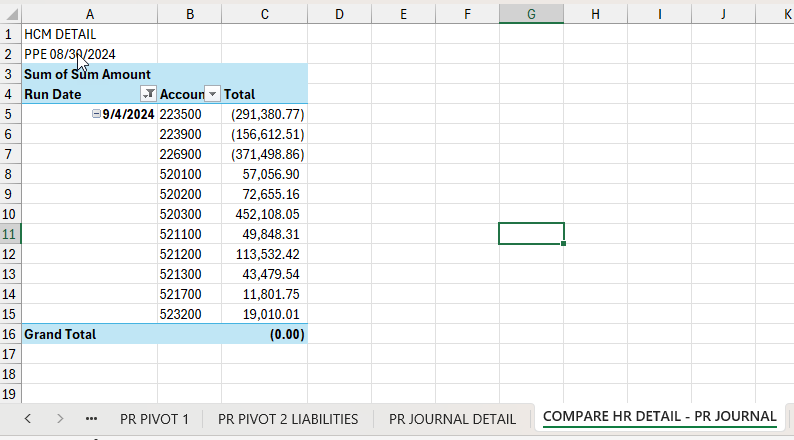 A B C D E F G H I J K
1 HCM DETAIL
2 PPE 08/30/2024
3 Sum of Sum Amount
4 Run Date Accoun Total
5 9/4/2024 223500 (291,380.77)
6 223900 (156,612.51)
7 226900 (371,498.86)
8 520100 57,056.90
9 520200 72,655.16
10 520300 452,108.05
11 521100 49,848.31
12 521200 113,532.42
13 521300 43,479.54
14 521700 11,801.75
15 523200 19,010.01
16 Grand Total (0.00)
17
18
19
... PR PIVOT 1 PR PIVOT 2 LIABILITIES PR JOURNAL DETAIL COMPARE HR DETAIL - PR JOURNAL